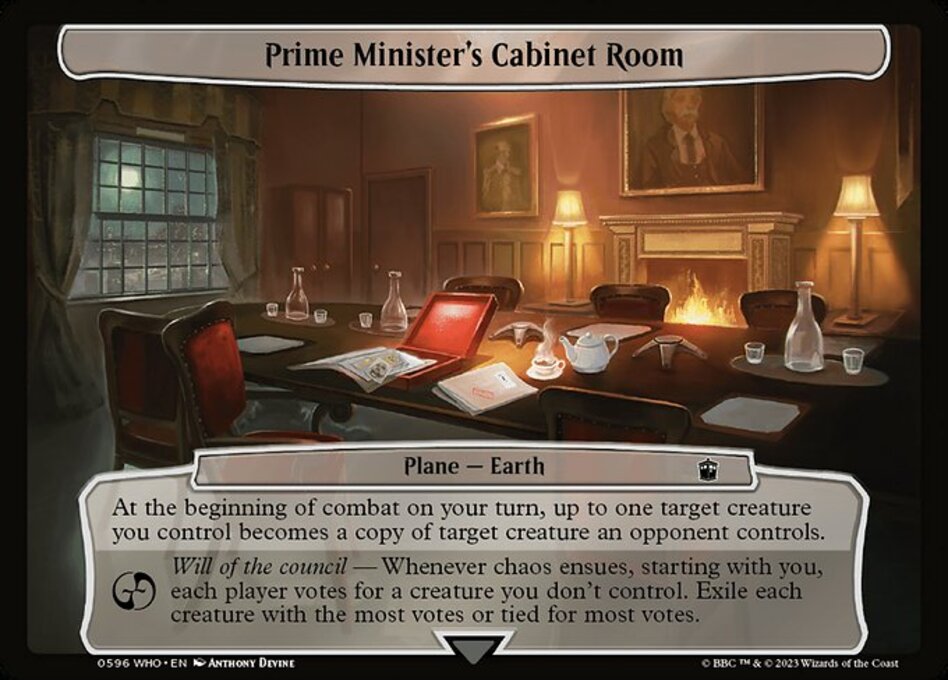 Prime Minister's Cabinet Room
Plane — Earth
At the beginning of combat on your turn, up to one target creature
you control becomes a copy of target creature an opponent controls.
Will of the council — Whenever chaos ensues, starting with you,
each player votes for a creature you don't control. Exile each
creature with the most votes or tied for most votes.
0596 WHO • EN Anthony Devine
© BBC ™ & © 2023 Wizards of the Coast